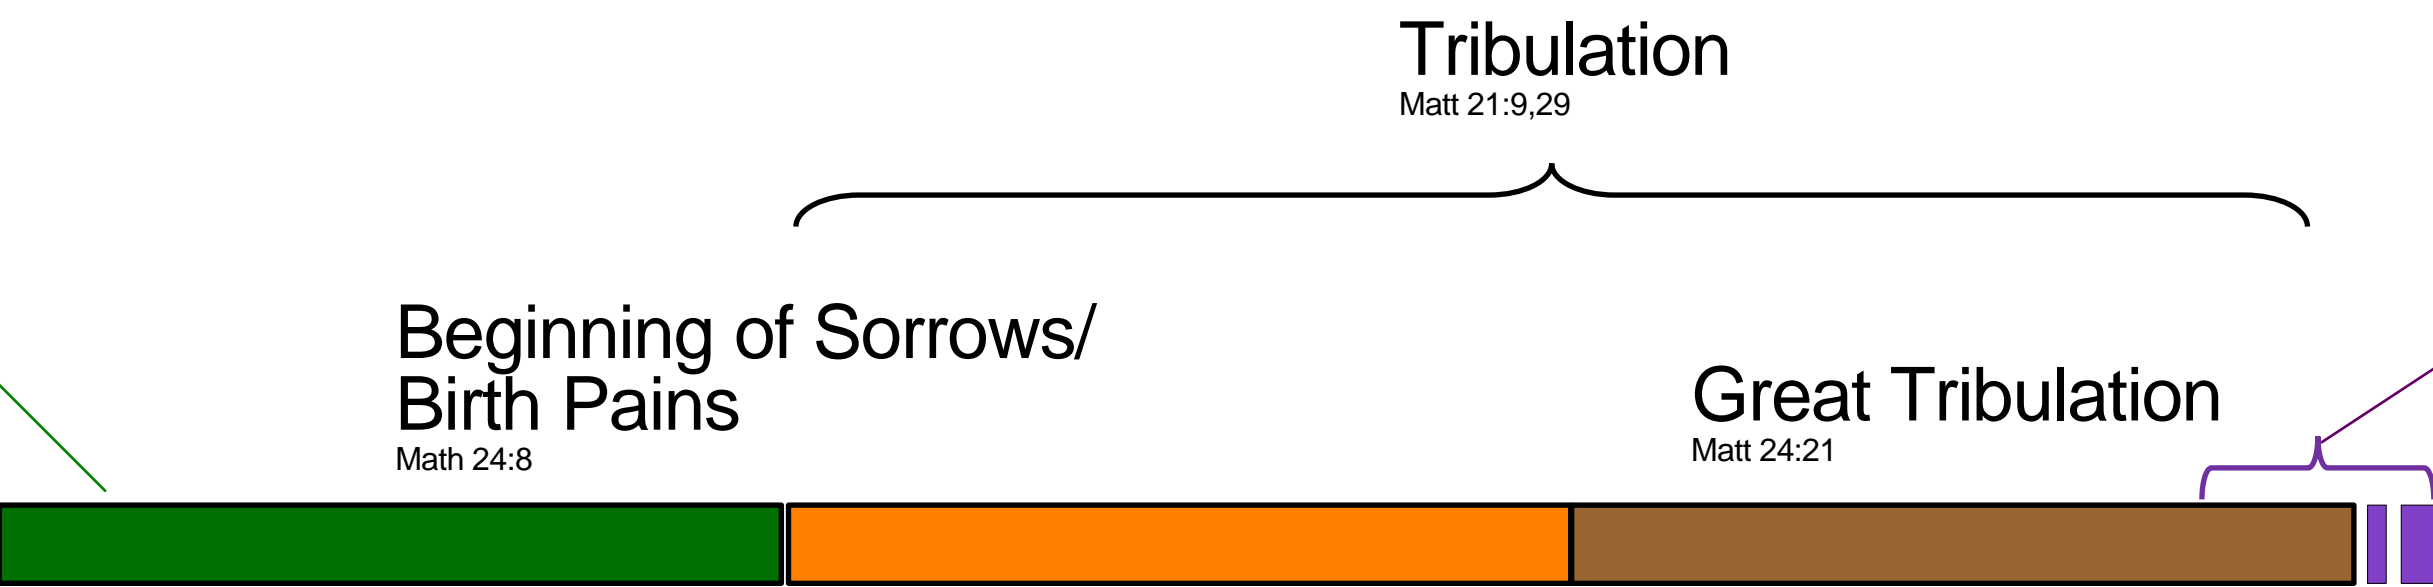 Tribulation
Matt 21:9,29
Beginning of Sorrows/
Birth Pains
Math 24:8
Great Tribulation
Matt 24:21